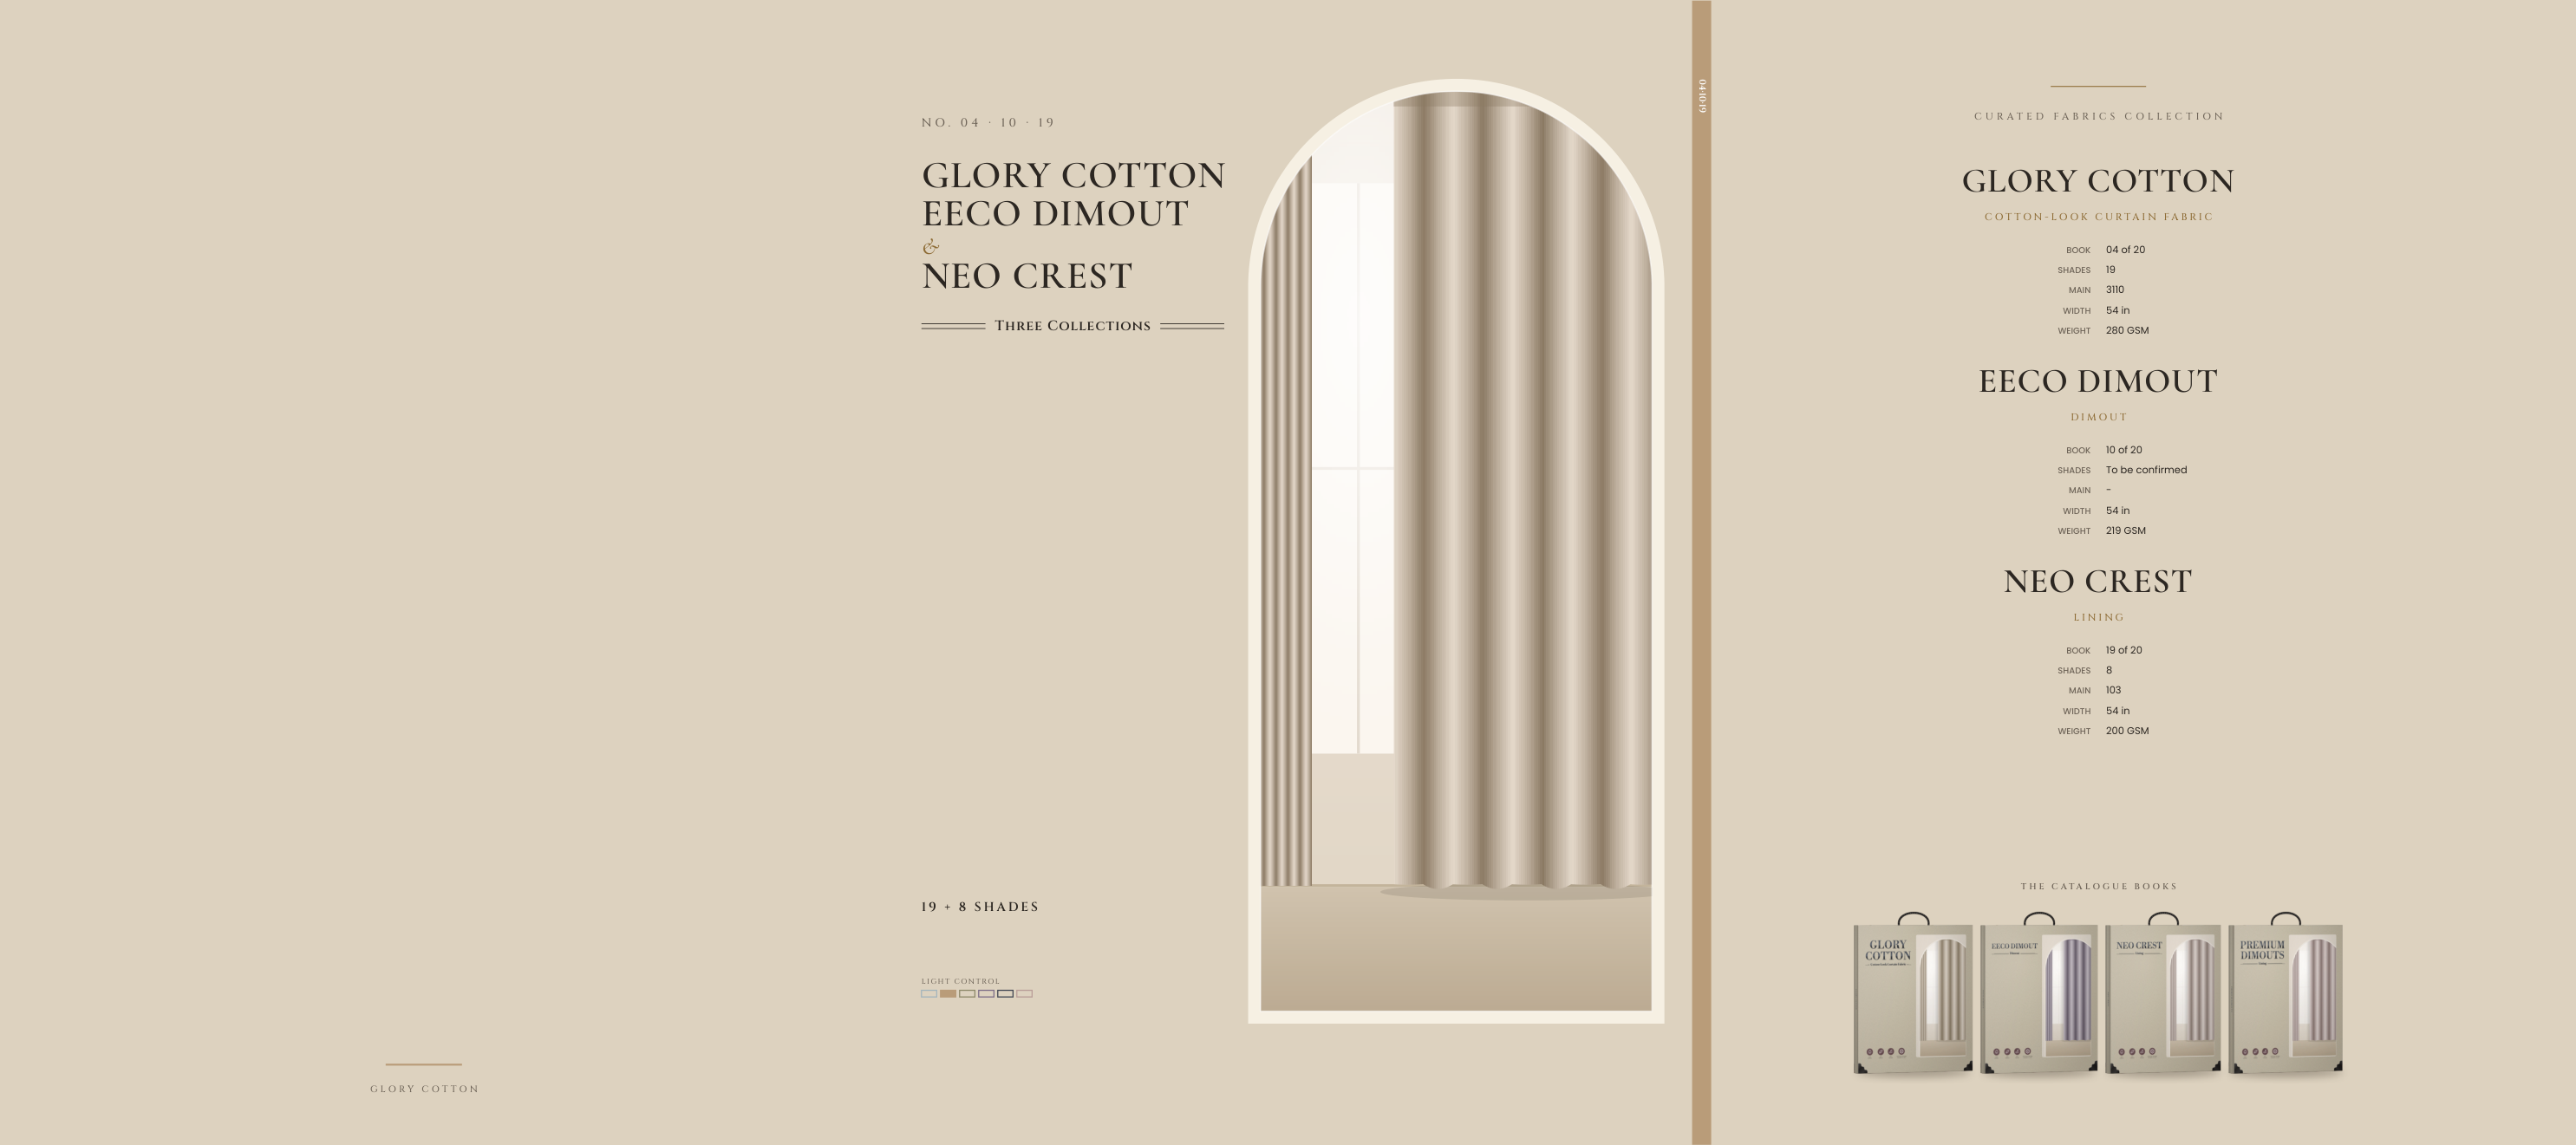 GLORY COTTON
NO. 04 · 10 · 19
GLORY COTTON
EECO DIMOUT
&
NEO CREST
THREE COLLECTIONS
19 + 8 SHADES
LIGHT CONTROL
04·10·19
CURATED FABRICS COLLECTION
GLORY COTTON
COTTON-LOOK CURTAIN FABRIC
BOOK 04 of 20
SHADES 19
MAIN 3110
WIDTH 54 in
WEIGHT 280 GSM
EECO DIMOUT
DIMOUT
BOOK 10 of 20
SHADES To be confirmed
MAIN -
WIDTH 54 in
WEIGHT 219 GSM
NEO CREST
LINING
BOOK 19 of 20
SHADES 8
MAIN 103
WIDTH 54 in
WEIGHT 200 GSM
THE CATALOGUE BOOKS
GLORY
COTTON
EECO DIMOUT
NEO CREST
PREMIUM
DIMOUTS